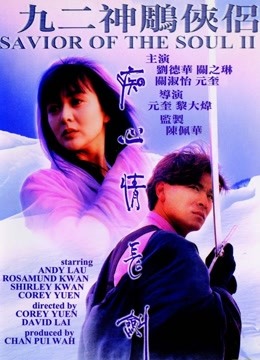 九二神鵰俠侶
SAVIOR OF THE SOUL II
主演
劉德華 關之琳
關淑怡 元奎
導演
元奎 黎大煒
監製
陳佩華
痴心情長劍
starring
ANDY LAU
ROSAMUND KWAN
SHIRLEY KWAN
COREY YUEN
directed by
COREY YUEN
DAVID LAI
produced by
CHAN PUI WAH